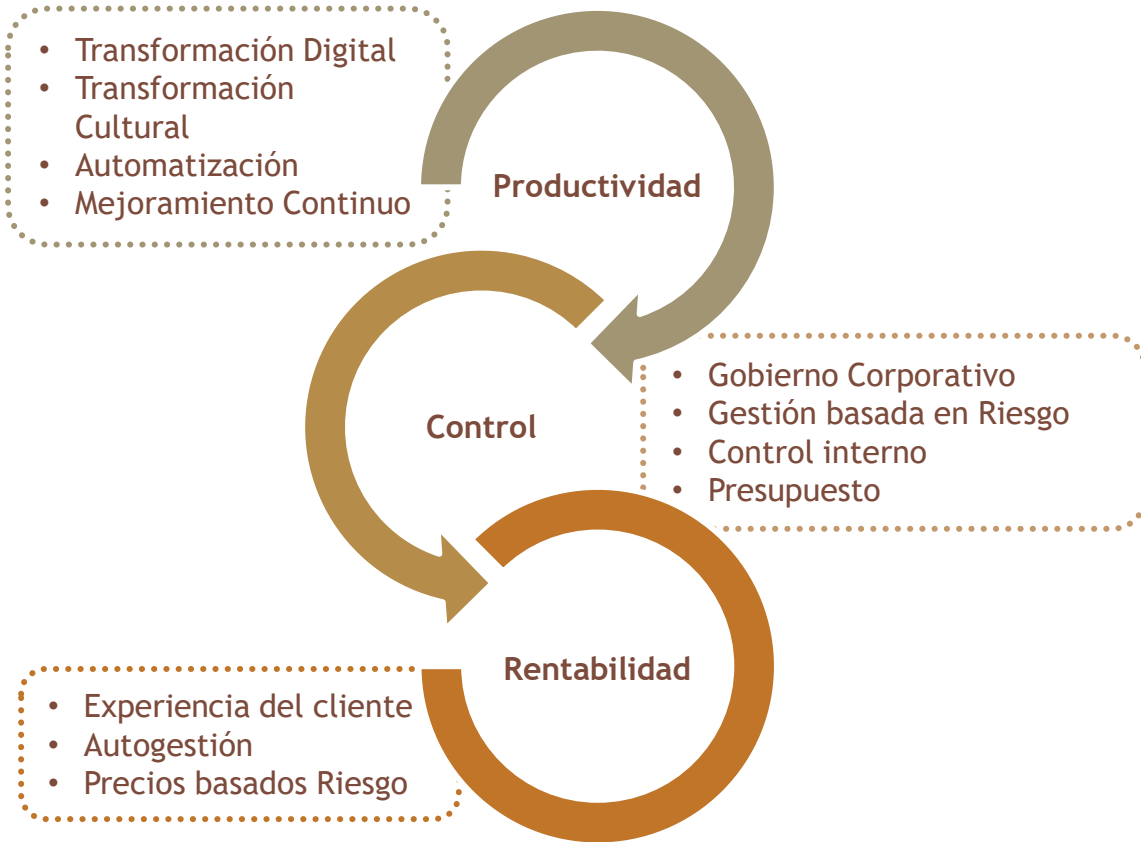 • Transformación Digital
• Transformación
Cultural
• Automatización
• Mejoramiento Continuo
Productividad
• Gobierno Corporativo
• Gestión basada en Riesgo
• Control interno
• Presupuesto
Control
Rentabilidad
• Experiencia del cliente
• Autogestión
• Precios basados Riesgo